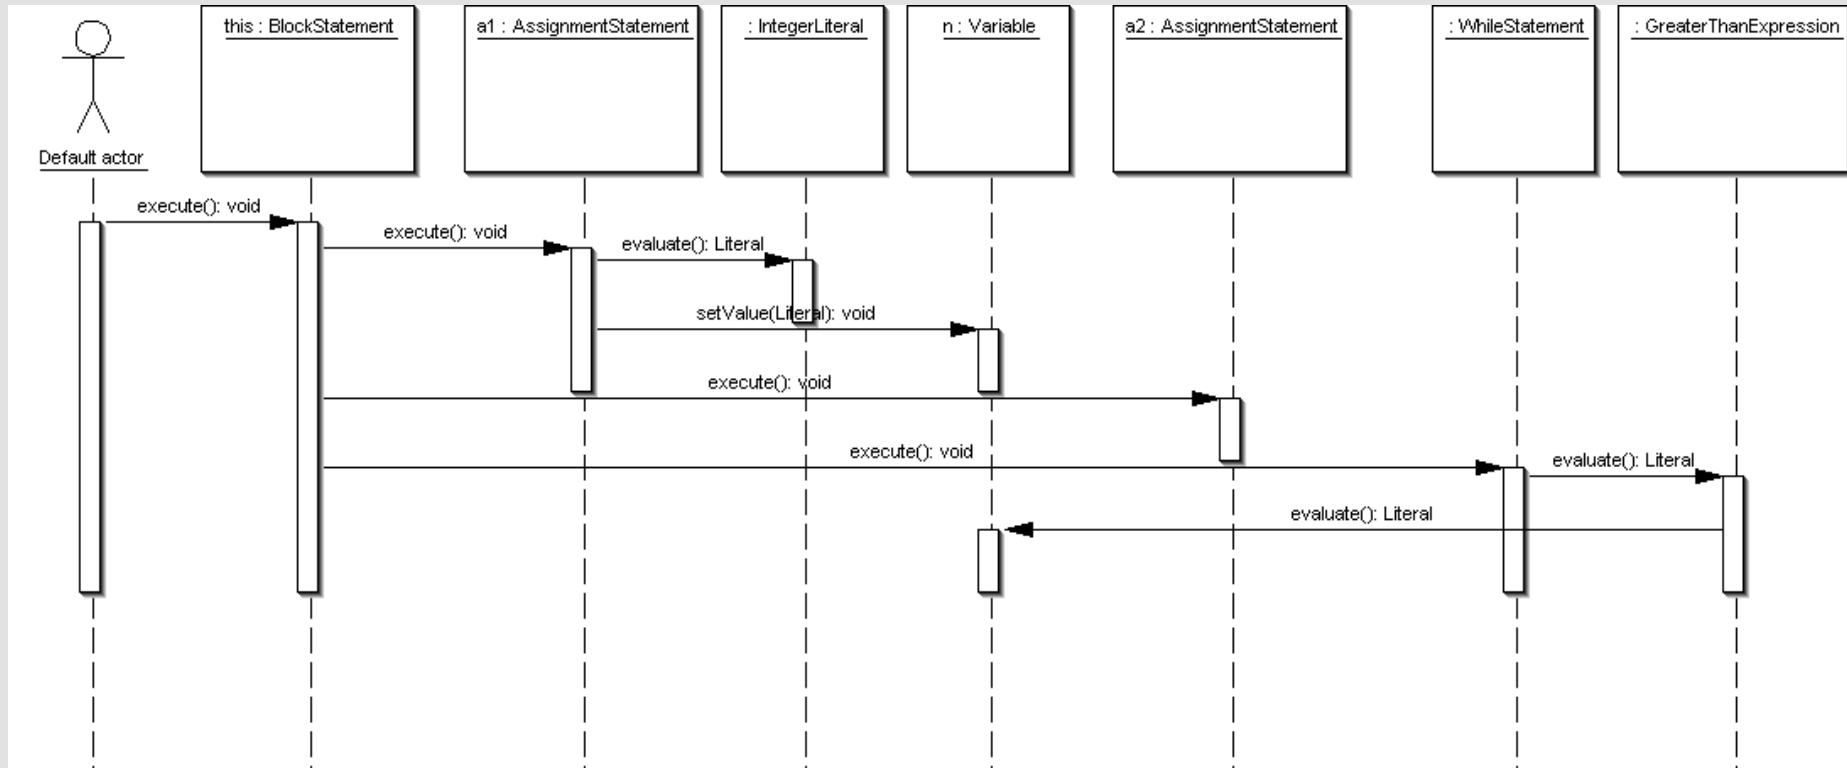 this : BlockStatement
a1 : AssignmentStatement
: IntegerLiteral
n : Variable
a2 : AssignmentStatement
: WhileStatement
: GreaterThanExpression
Default actor
execute(): void
execute(): void
evaluate(): Literal
setValue(Literal): void
execute(): void
execute(): void
evaluate(): Literal
evaluate(): Literal